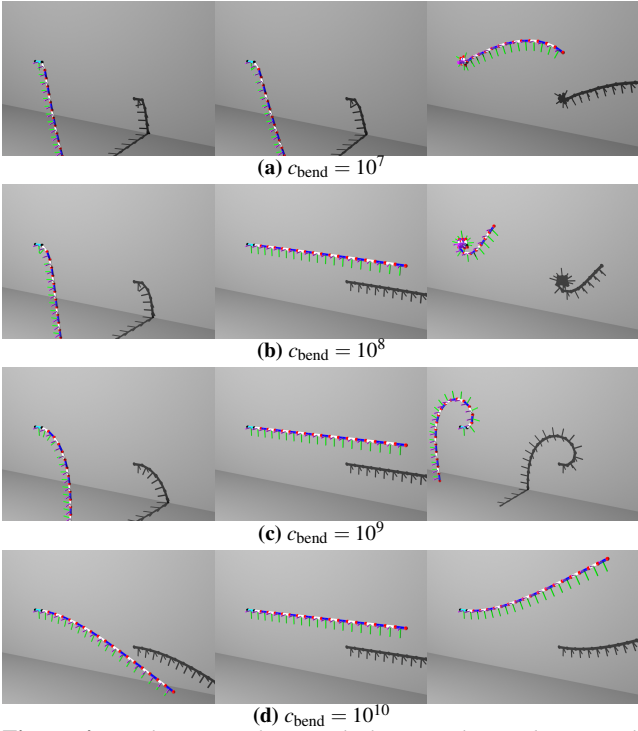 (a) c_bend = 10^7
(b) c_bend = 10^8
(c) c_bend = 10^9
(d) c_bend = 10^10